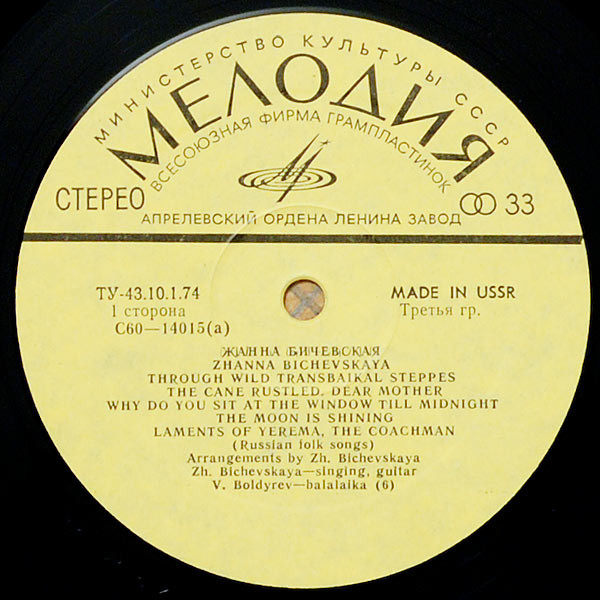 МИНИСТЕРСТВО КУЛЬТУРЫ СССР
МЕЛОДИЯ
ВСЕСОЮЗНАЯ ФИРМА ГРАМПЛАСТИНОК
СТЕРЕО
33
АПРЕЛЕВСКИЙ ОРДЕНА ЛЕНИНА ЗАВОД
ТУ-43.10.1.74
1 сторона
С60—14015(а)
MADE IN USSR
Третья гр.
ЖАННА БИЧЕВСКАЯ
ZHANNA BICHEVSKAYA
THROUGH WILD TRANSBAIKAL STEPPES
THE CANE RUSTLED, DEAR MOTHER
WHY DO YOU SIT AT THE WINDOW TILL MIDNIGHT
THE MOON IS SHINING
LAMENTS OF YEREMA, THE COACHMAN
(Russian folk songs)
Arrangements by Zh. Bichevskaya
Zh. Bichevskaya—singing, guitar
V. Boldyrev—balalaika (6)